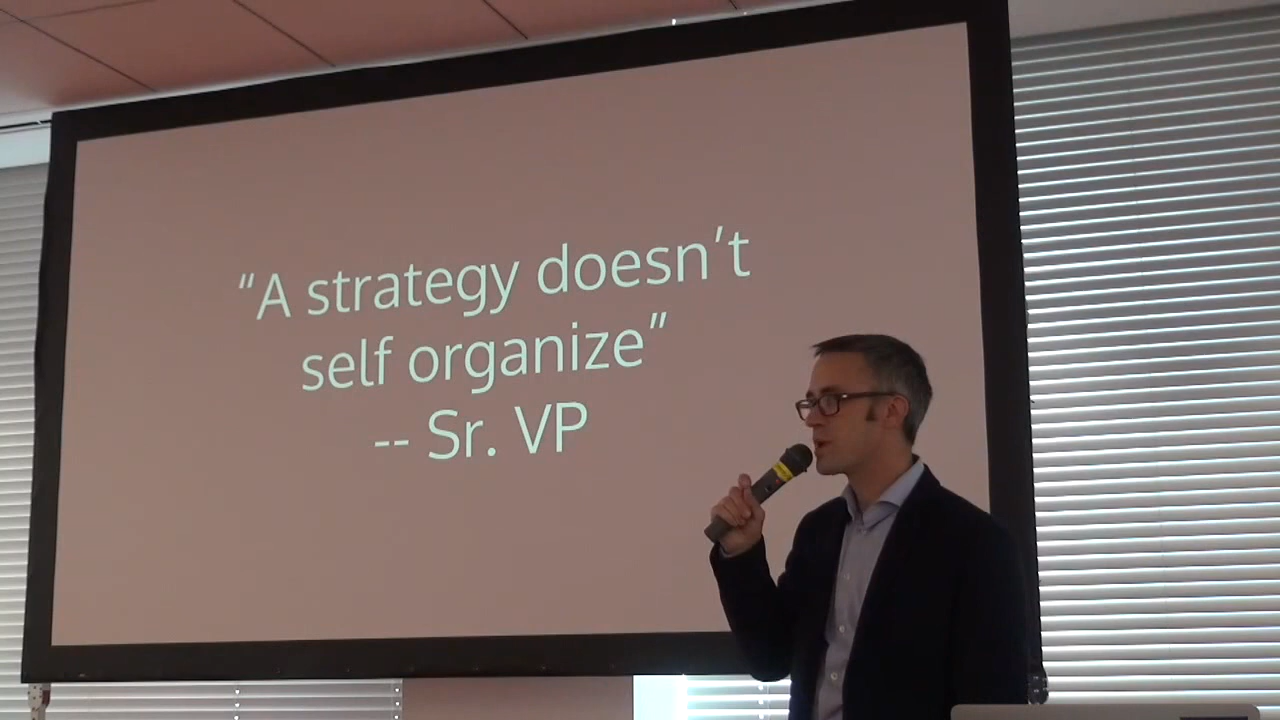 “A strategy doesn’t
self organize”
-- Sr. VP